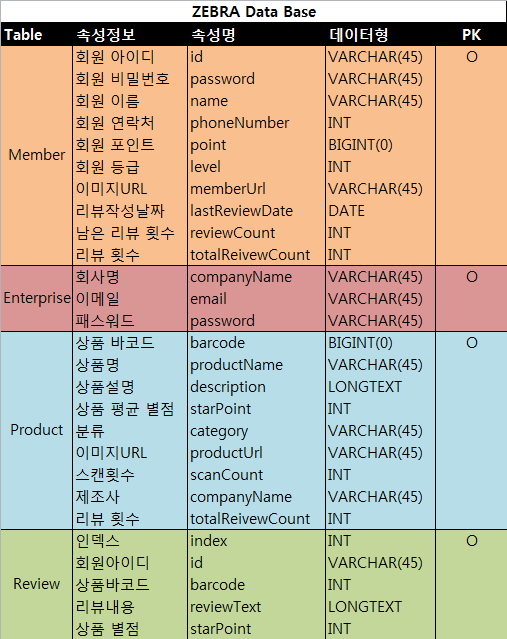 ZEBRA Data Base
Table 속성정보 속성명 데이터형 PK
회원 아이디 id VARCHAR(45) O
회원 비밀번호 password VARCHAR(45)
회원 이름 name VARCHAR(45)
회원 연락처 phoneNumber INT
Member 회원 포인트 point BIGINT(0)
회원 등급 level INT
이미지URL memberUrl VARCHAR(45)
리뷰작성날짜 lastReviewDate DATE
남은 리뷰 횟수 reviewCount INT
리뷰 횟수 totalReivewCount INT
회사명 companyName VARCHAR(45) O
Enterprise 이메일 email VARCHAR(45)
패스워드 password VARCHAR(45)
상품 바코드 barcode BIGINT(0) O
상품명 productName VARCHAR(45)
상품설명 description LONGTEXT
상품 평균 별점 starPoint INT
Product 분류 category VARCHAR(45)
이미지URL productUrl VARCHAR(45)
스캔횟수 scanCount INT
제조사 companyName VARCHAR(45)
리뷰 횟수 totalReivewCount INT
인덱스 index INT O
회원아이디 id VARCHAR(45)
Review 상품바코드 barcode INT
리뷰내용 reviewText LONGTEXT
상품 별점 starPoint INT